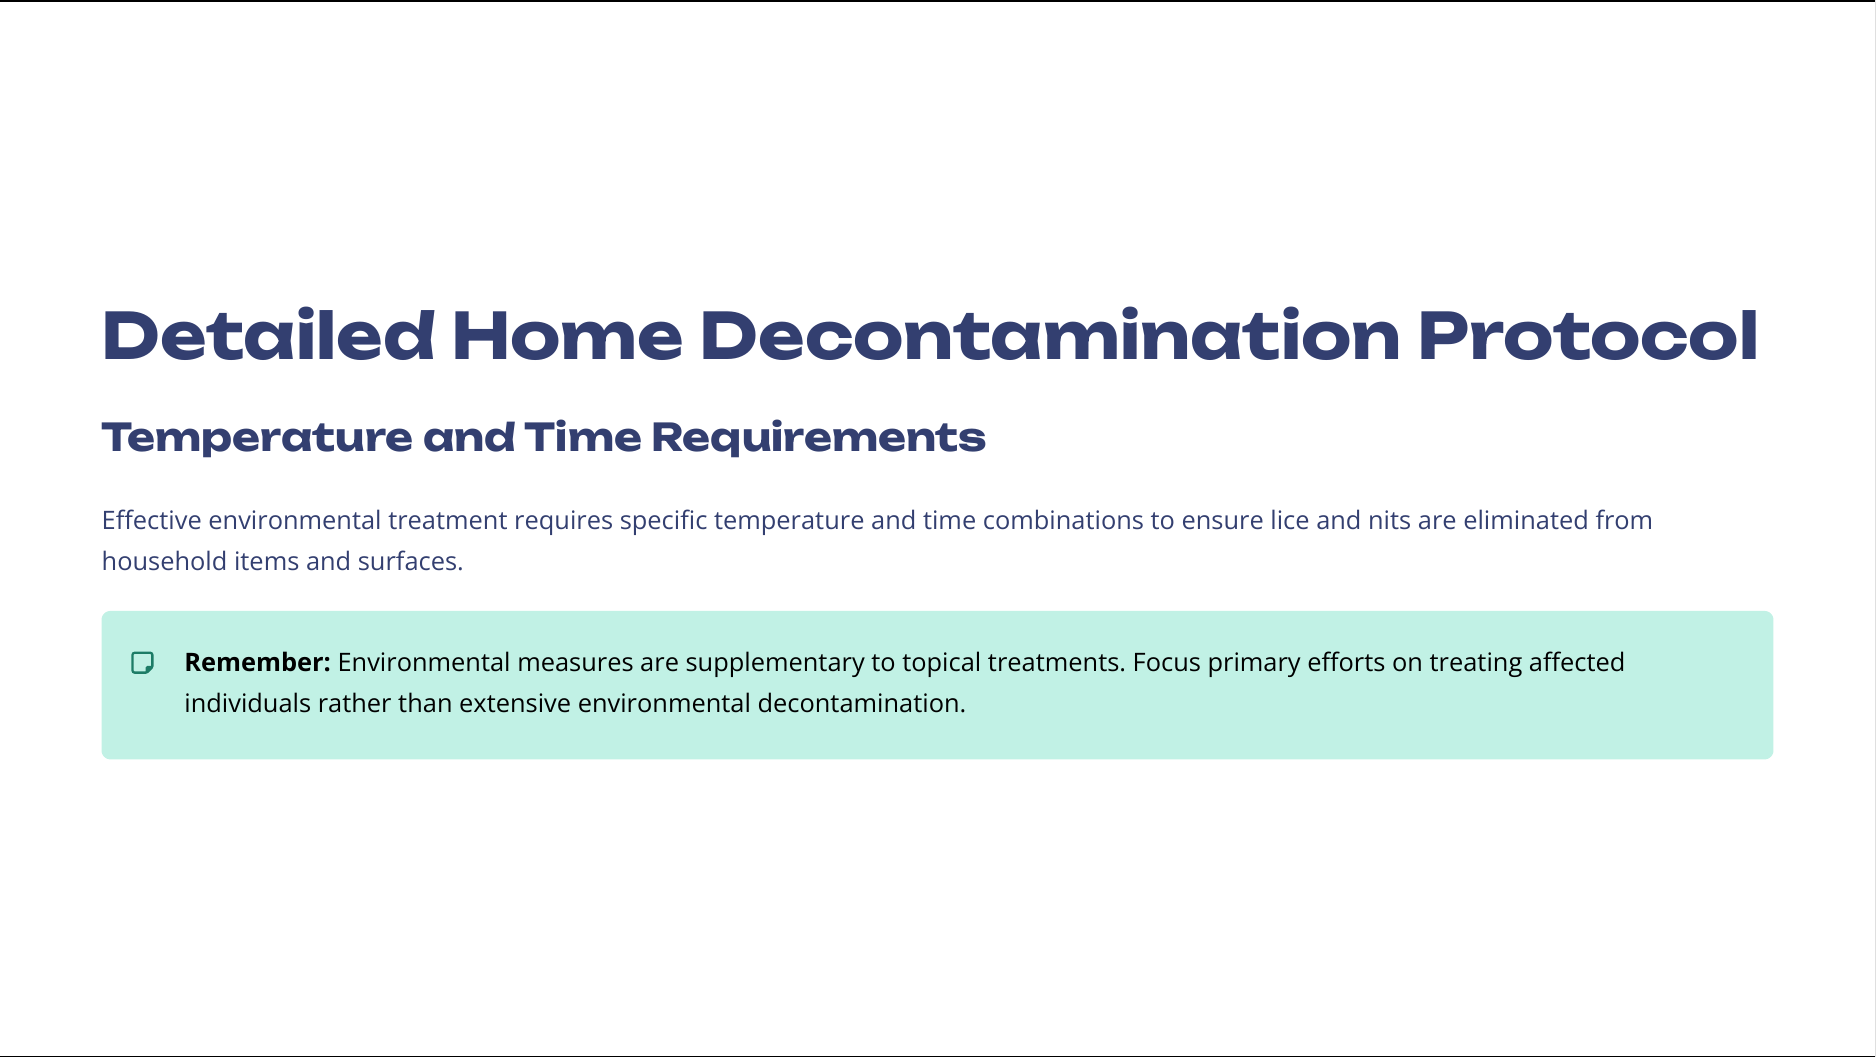 Detailed Home Decontamination Protocol
Temperature and Time Requirements
Effective environmental treatment requires specific temperature and time combinations to ensure lice and nits are eliminated from
household items and surfaces.
Remember: Environmental measures are supplementary to topical treatments. Focus primary efforts on treating affected
individuals rather than extensive environmental decontamination.